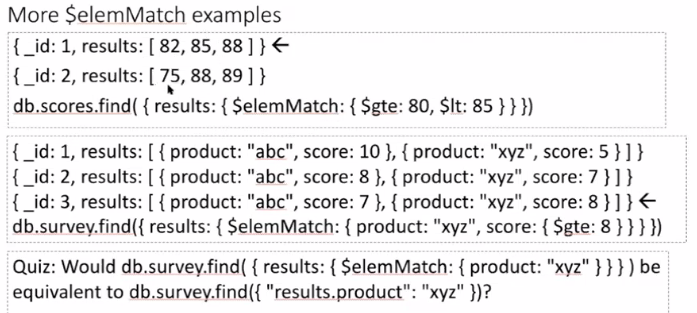 More $elemMatch examples
{ _id: 1, results: [ 82, 85, 88 ] } ←
{ _id: 2, results: [ 75, 88, 89 ] }
db.scores.find( { results: { $elemMatch: { $gte: 80, $lt: 85 } } })
{ _id: 1, results: [ { product: "abc", score: 10 }, { product: "xyz", score: 5 } ] }
{ _id: 2, results: [ { product: "abc", score: 8 }, { product: "xyz", score: 7 } ] }
{ _id: 3, results: [ { product: "abc", score: 7 }, { product: "xyz", score: 8 } ] } ←
db.survey.find({ results: { $elemMatch: { product: "xyz", score: { $gte: 8 } } } })
Quiz: Would db.survey.find( { results: { $elemMatch: { product: "xyz" } } } ) be
equivalent to db.survey.find({ "results.product": "xyz" })?